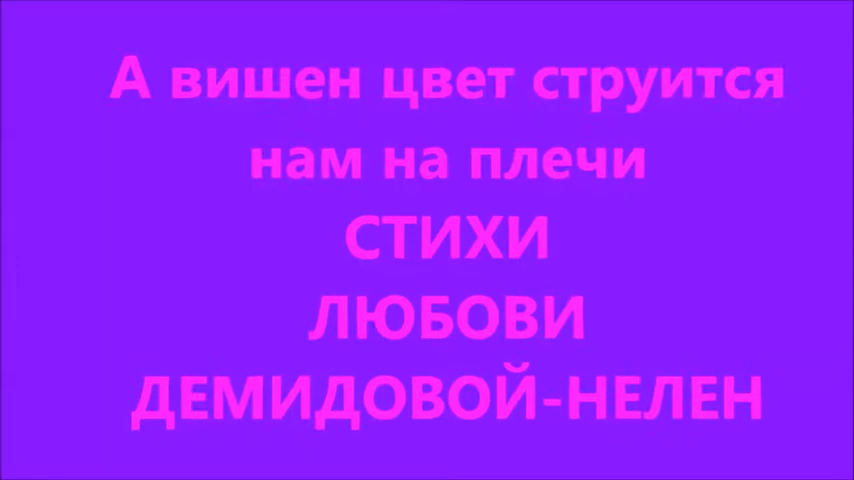 А вишен цвет струится
нам на плечи
СТИХИ
ЛЮБОВИ
ДЕМИДОВОЙ-НЕЛЕН